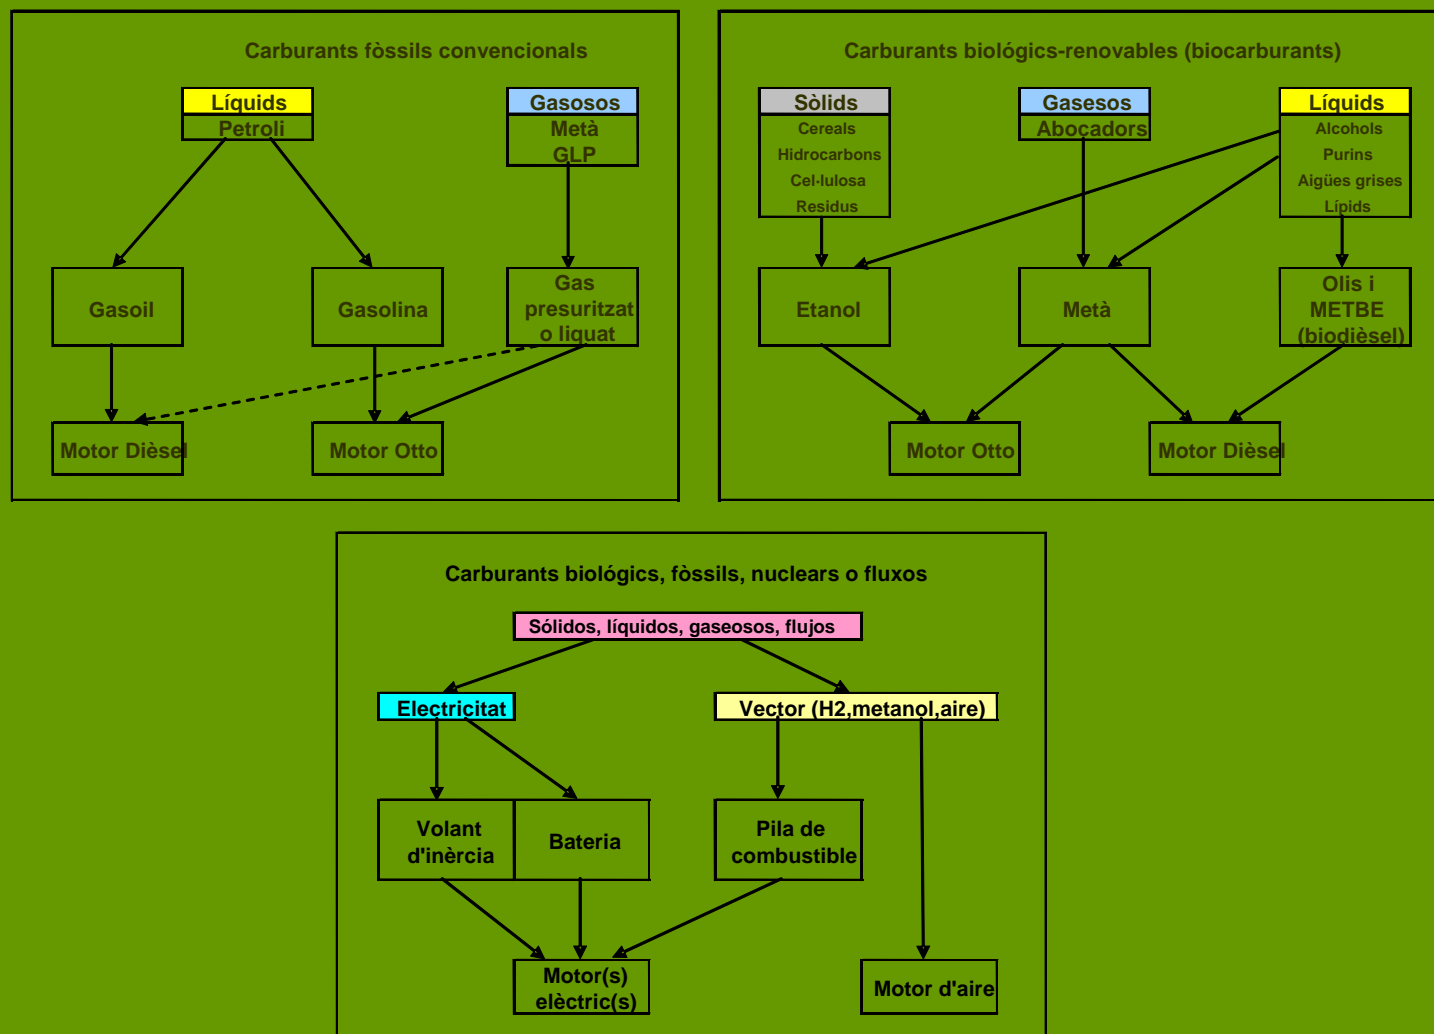 Carburants fòssils convencionals
Líquids
Petroli
Gasosos
Metà
GLP
Gasoil
Gasolina
Gas
presuritzat
o liquat
Motor Dièsel
Motor Otto
Carburants biológics-renovables (biocarburants)
Sòlids
Cereals
Hidrocarbons
Cel·lulosa
Residus
Gasesos
Abocadors
Líquids
Alcohols
Purins
Aigües grises
Lípids
Etanol
Metà
Olis i
METBE
(biodièsel)
Motor Otto
Motor Dièsel
Carburants biológics, fòssils, nuclears o fluxos
Sólidos, líquidos, gaseosos, flujos
Electricitat
Vector (H2,metanol,aire)
Volant
d'inèrcia
Bateria
Pila de
combustible
Motor(s)
elèctric(s)
Motor d'aire